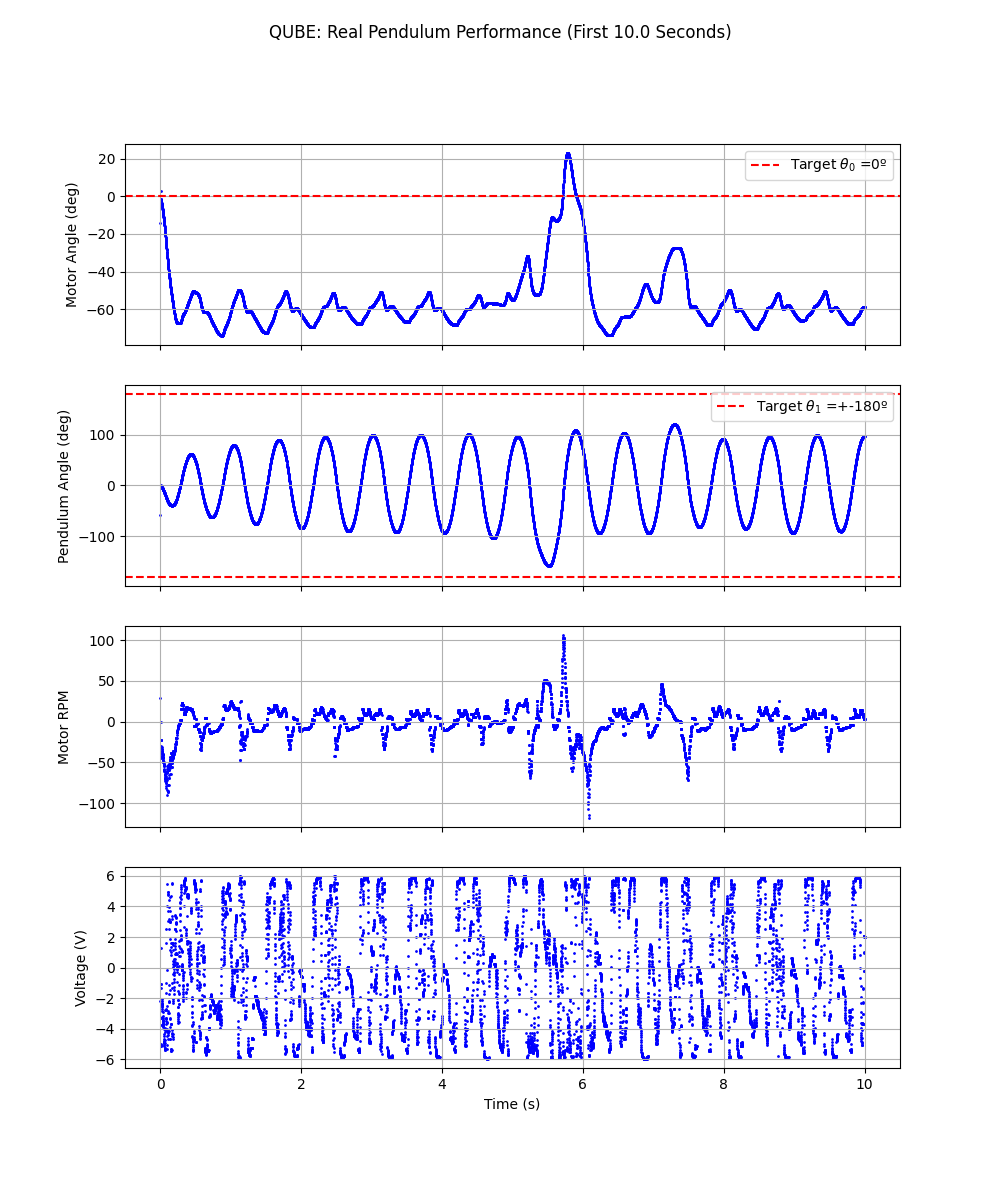 QUBE: Real Pendulum Performance (First 10.0 Seconds)
Motor Angle (deg)
20
0
−20
−40
−60
Target θ0 =0º
Pendulum Angle (deg)
100
0
−100
Target θ1 =+-180º
Motor RPM
100
50
0
−50
−100
Voltage (V)
6
4
2
0
−2
−4
−6
0 2 4 6 8 10
Time (s)